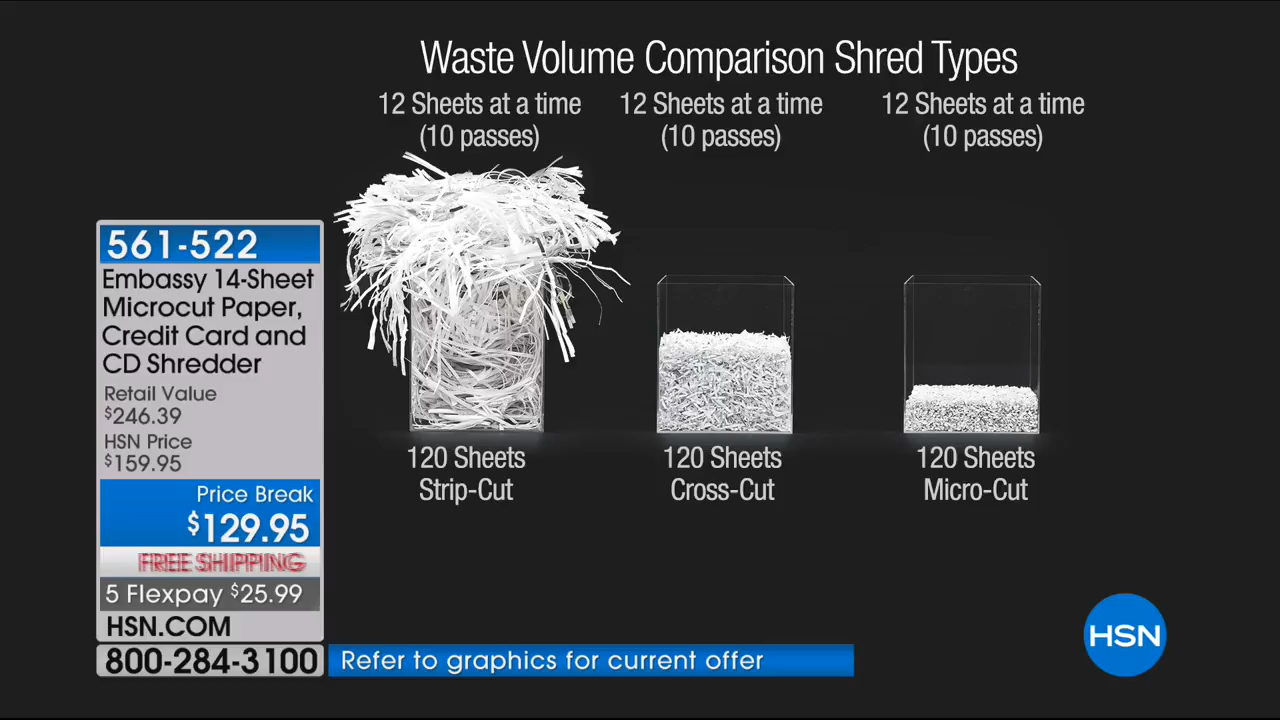 Waste Volume Comparison Shred Types
12 Sheets at a time
(10 passes)
12 Sheets at a time
(10 passes)
12 Sheets at a time
(10 passes)
120 Sheets
Strip-Cut
120 Sheets
Cross-Cut
120 Sheets
Micro-Cut
561-522
Embassy 14-Sheet
Microcut Paper,
Credit Card and
CD Shredder
Retail Value
$246.39
HSN Price
$159.95
Price Break
$129.95
FREE SHIPPING
5 Flexpay $25.99
HSN.COM
800-284-3100
Refer to graphics for current offer
HSN